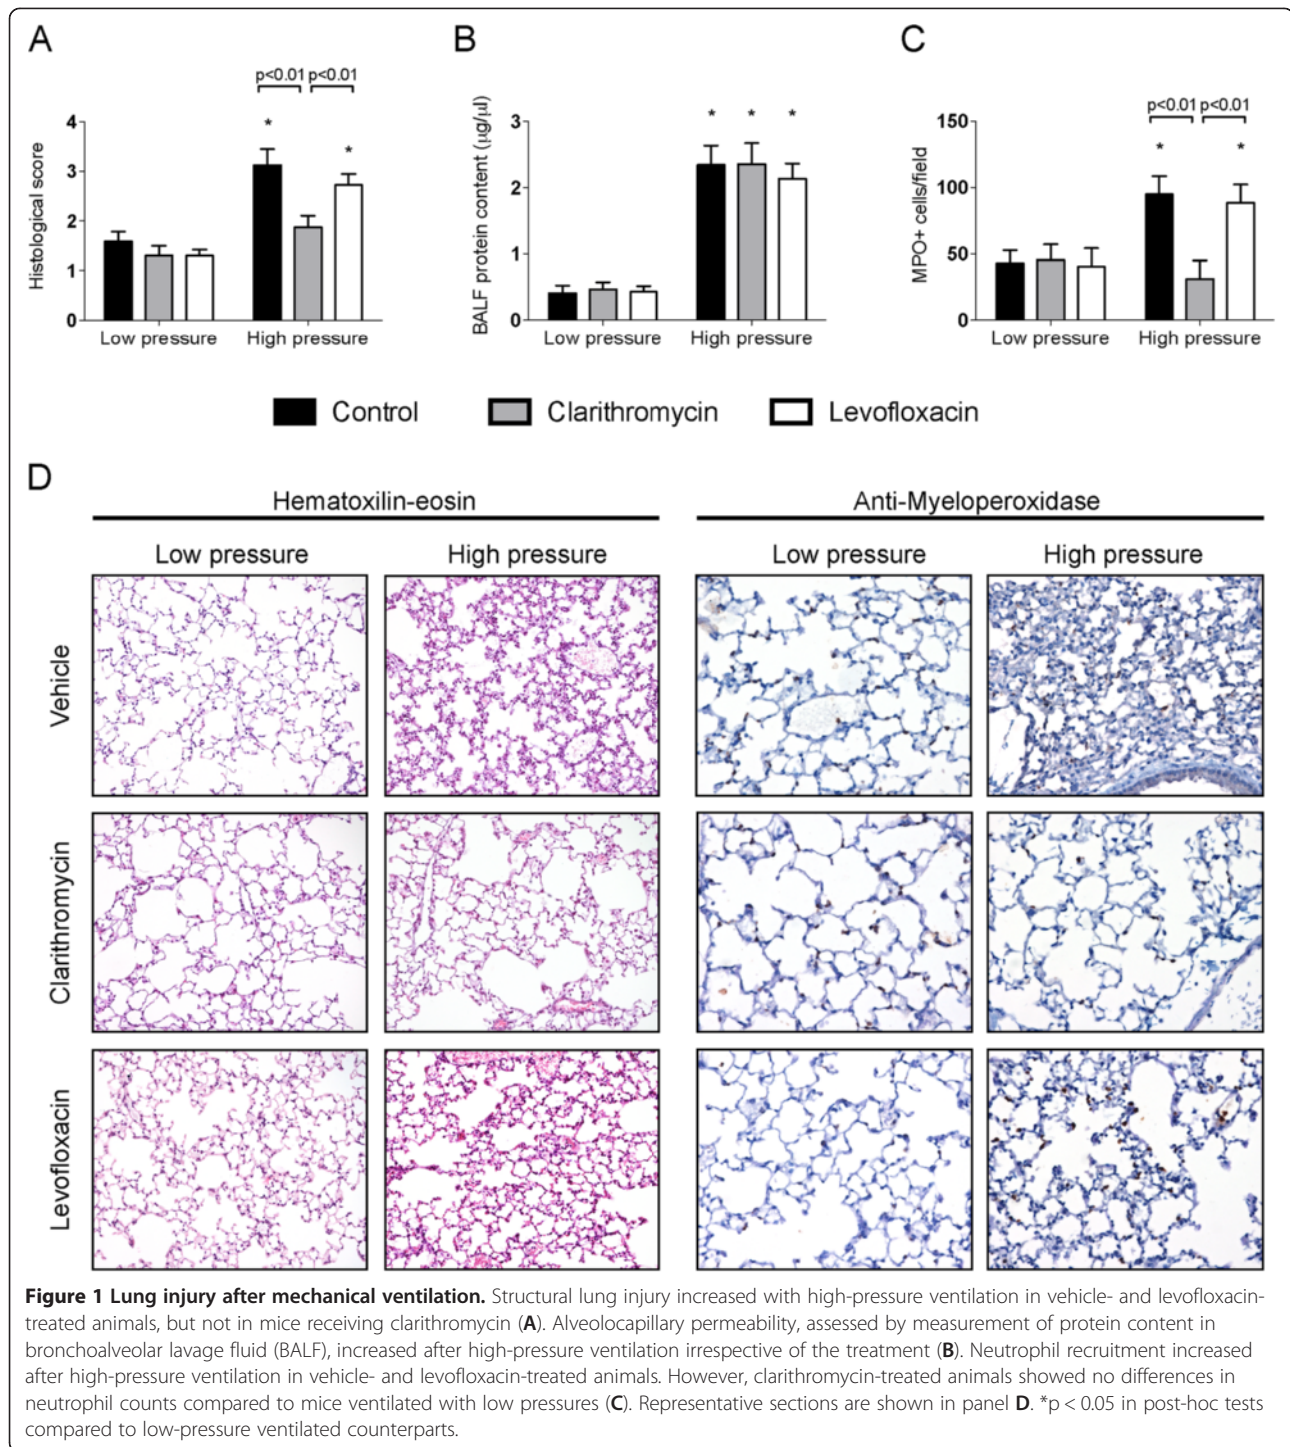 A
B
C
p<0.01 p<0.01
* *
Histological score
4
3
2
1
0
Low pressure High pressure
* * *
BALF protein content (µg/µl)
3
2
1
0
Low pressure High pressure
p<0.01 p<0.01
* *
MPO+ cells/field
150
100
50
0
Low pressure High pressure
Control Clarithromycin Levofloxacin
D
Hematoxilin-eosin Anti-Myeloperoxidase
Low pressure High pressure Low pressure High pressure
Vehicle
Clarithromycin
Levofloxacin
Figure 1 Lung injury after mechanical ventilation. Structural lung injury increased with high-pressure ventilation in vehicle- and levofloxacin-
treated animals, but not in mice receiving clarithromycin (A). Alveolocapillary permeability, assessed by measurement of protein content in
bronchoalveolar lavage fluid (BALF), increased after high-pressure ventilation irrespective of the treatment (B). Neutrophil recruitment increased
after high-pressure ventilation in vehicle- and levofloxacin-treated animals. However, clarithromycin-treated animals showed no differences in
neutrophil counts compared to mice ventilated with low pressures (C). Representative sections are shown in panel D. *p < 0.05 in post-hoc tests
compared to low-pressure ventilated counterparts.